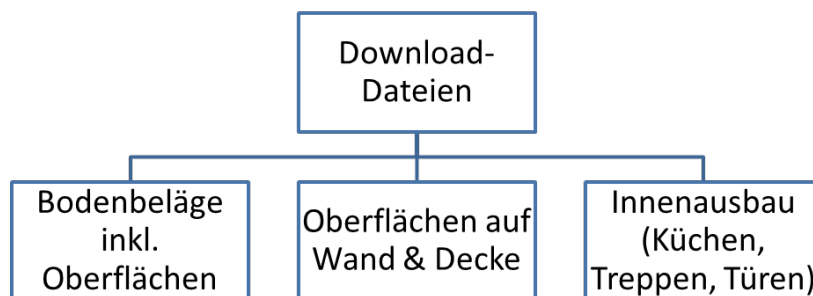 Download-
Dateien
Bodenbeläge
inkl.
Oberflächen
Oberflächen auf
Wand & Decke
Innenausbau
(Küchen,
Treppen, Türen)